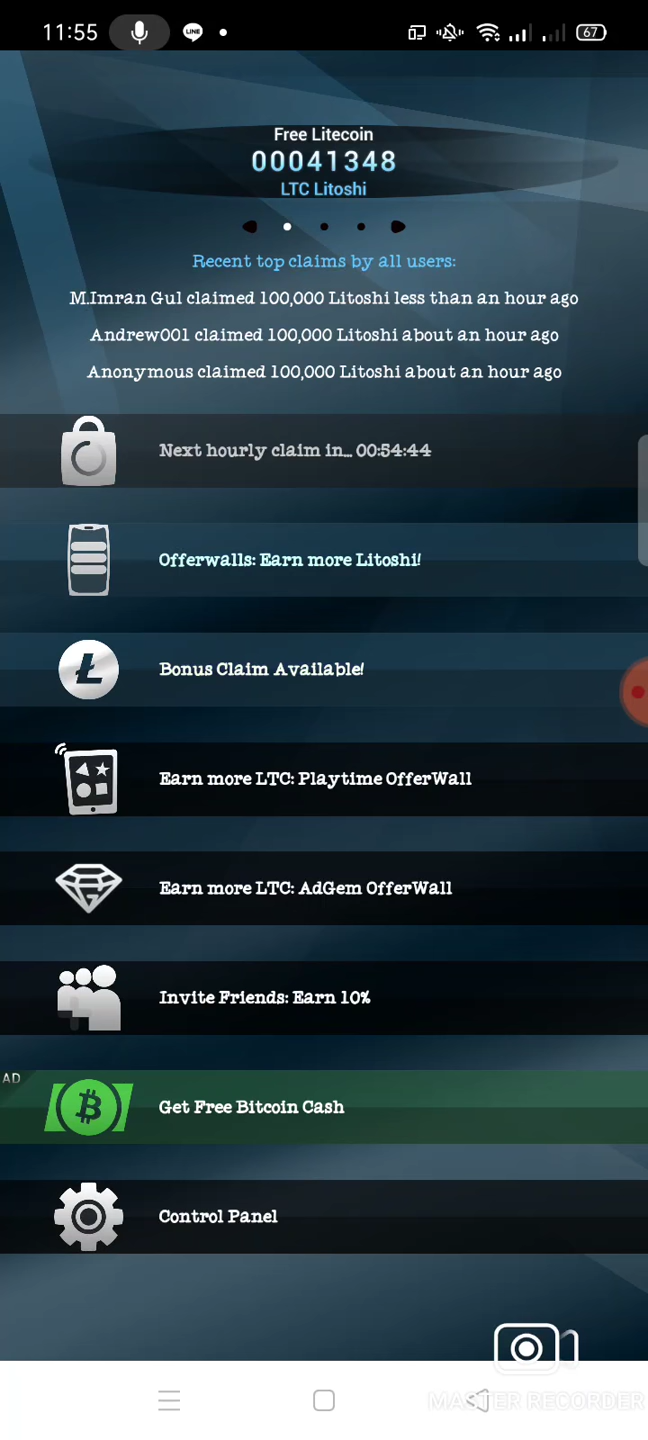 11:55
LINE
67
Free Litecoin
00041348
LTC Litoshi
Recent top claims by all users:
M.Imran Gul claimed 100,000 Litoshi less than an hour ago
Andrew001 claimed 100,000 Litoshi about an hour ago
Anonymous claimed 100,000 Litoshi about an hour ago
Next hourly claim in... 00:54:44
Offerwalls: Earn more Litoshi!
Bonus Claim Available!
Earn more LTC: Playtime OfferWall
Earn more LTC: AdGem OfferWall
Invite Friends: Earn 10%
AD
Get Free Bitcoin Cash
Control Panel
MASTER RECORDER